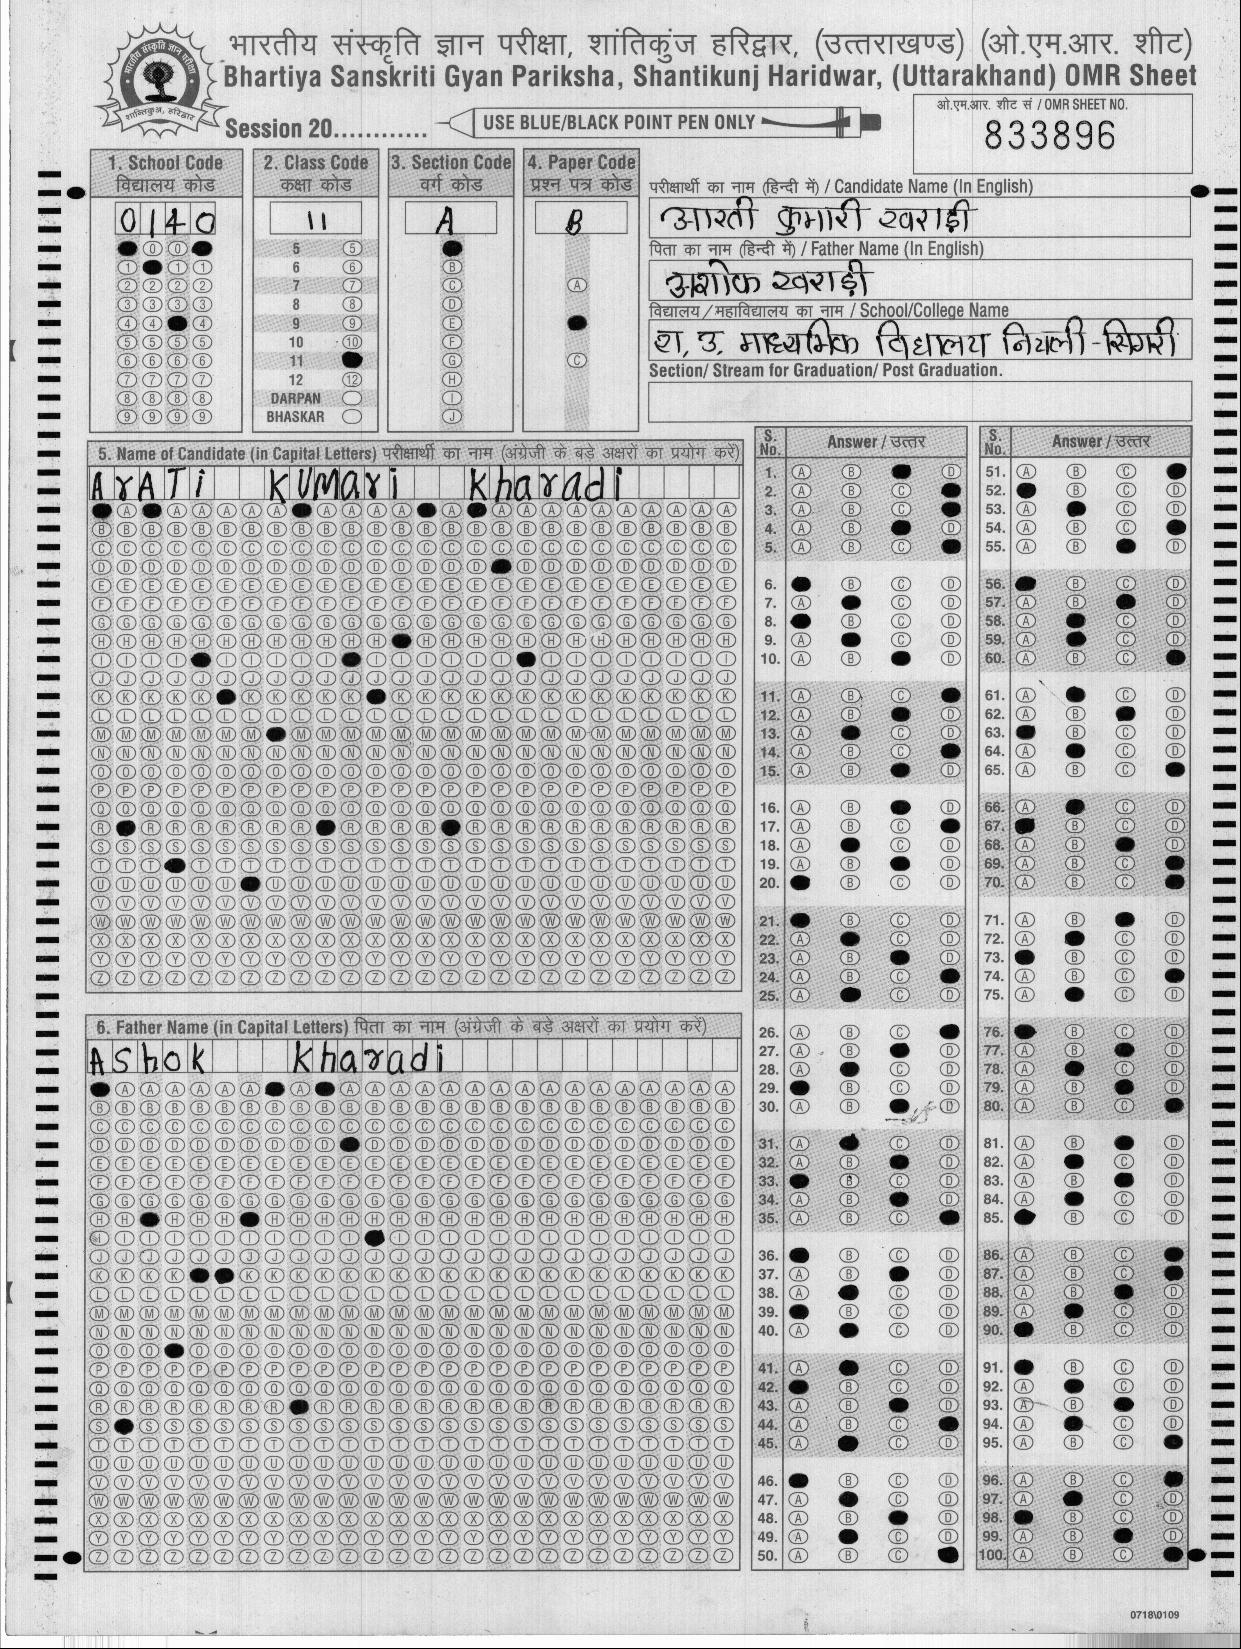 भारतीय संस्कृति ज्ञान परीक्षा, शांतिकुंज हरिद्वार, (उत्तराखण्ड) (ओ.एम.आर. शीट)
Bhartiya Sanskriti Gyan Pariksha, Shantikunj Haridwar, (Uttarakhand) OMR Sheet
Session 20............
USE BLUE/BLACK POINT PEN ONLY
ओ.एम.आर. शीट सं / OMR SHEET NO.
833896
1. School Code
विद्यालय कोड
0140
2. Class Code
कक्षा कोड
11
5
6
7
8
9
10
11
12
DARPAN
BHASKAR
3. Section Code
वर्ग कोड
A
4. Paper Code
प्रश्न पत्र कोड
B
परीक्षार्थी का नाम (हिन्दी में) / Candidate Name (In English)
आरती कुमारी खराड़ी
पिता का नाम (हिन्दी में) / Father Name (In English)
अशोक खराड़ी
विद्यालय/महाविद्यालय का नाम / School/College Name
रा. उ. माध्यमिक विद्यालय
Section/ Stream for Graduation/ Post Graduation.
5. Name of Candidate (in Capital Letters) परीक्षार्थी का नाम (अंग्रेजी के बड़े अक्षरों का प्रयोग करें)
ArATi KUMari Kharadi
6. Father Name (in Capital Letters) पिता का नाम (अंग्रेजी के बड़े अक्षरों का प्रयोग करें)
AShok Kharadi
S. No. Answer / उत्तर
S. No. Answer / उत्तर
0718\0109